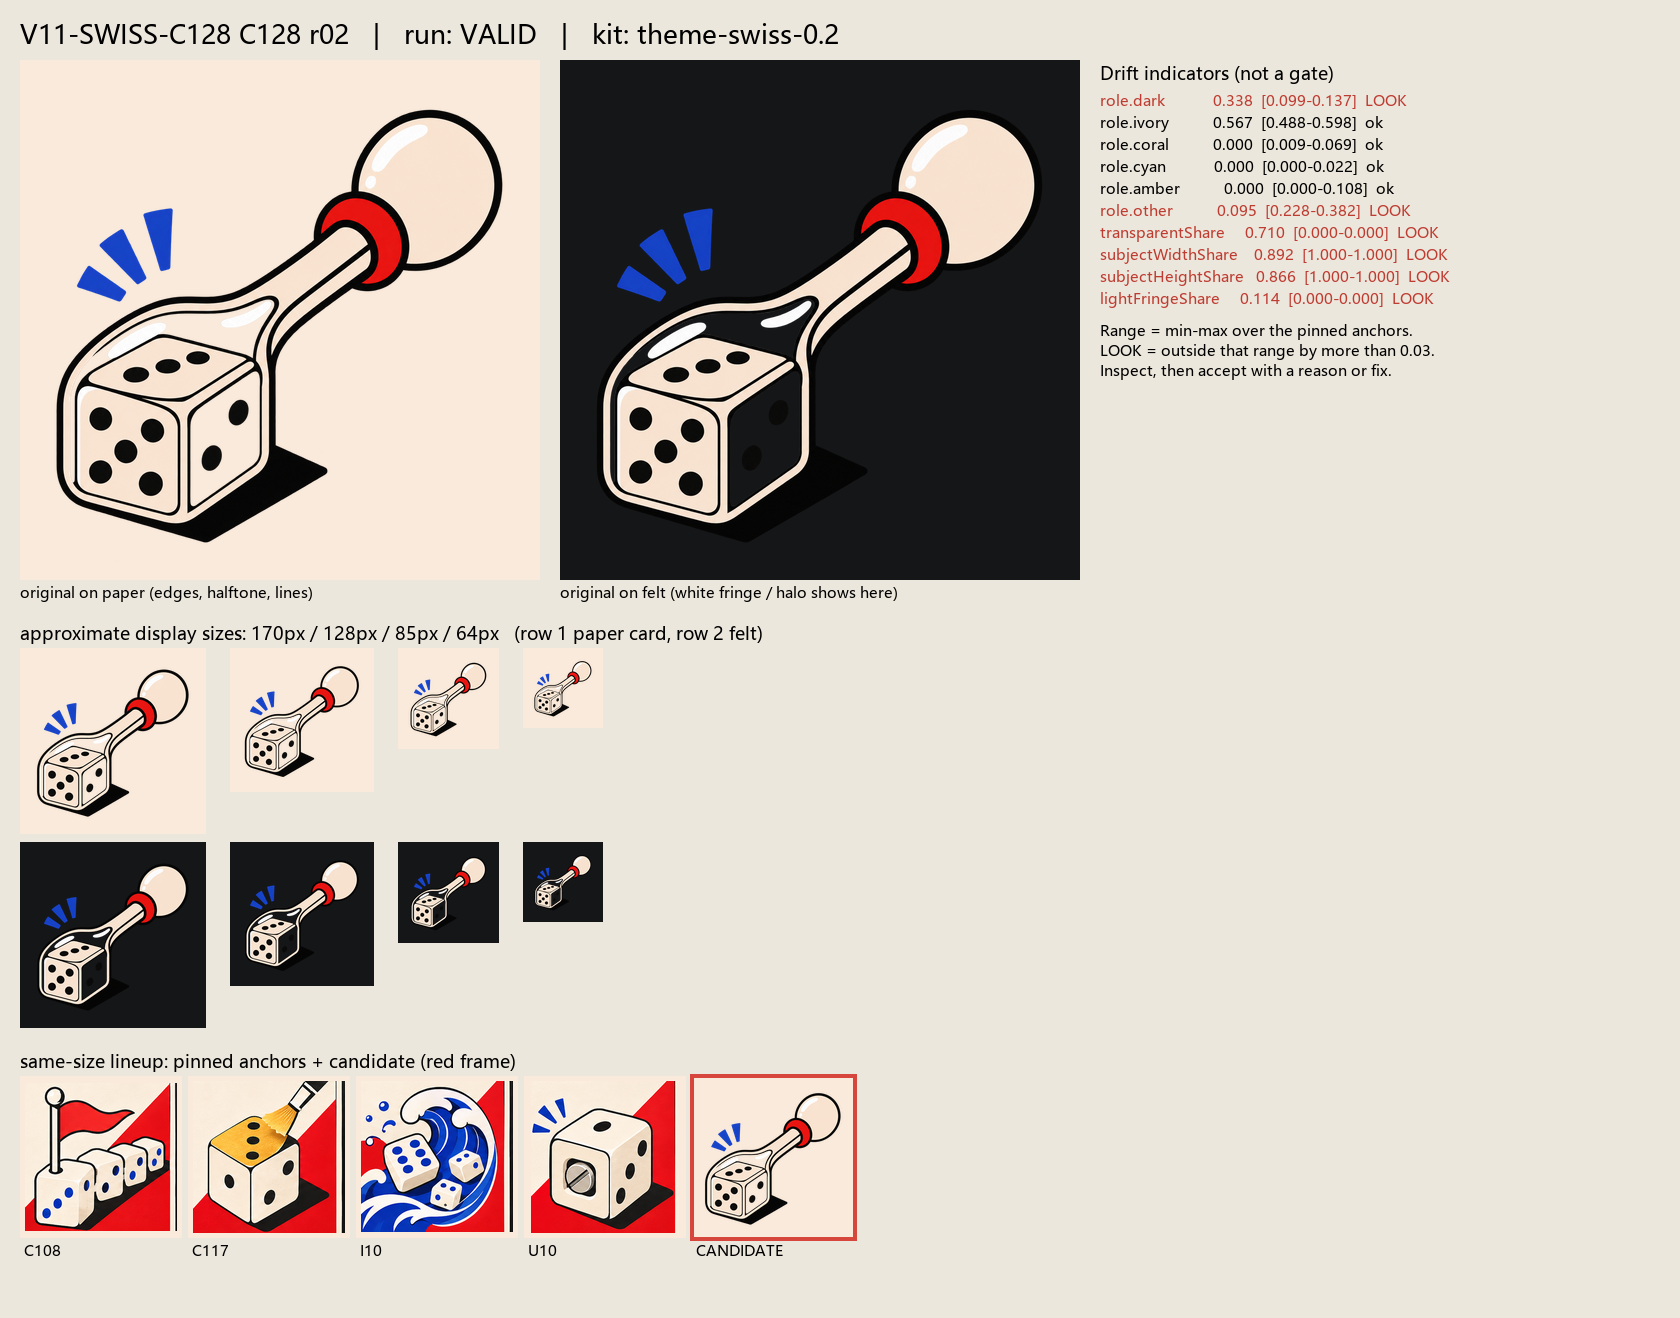 V11-SWISS-C128 C128 r02 | run: VALID | kit: theme-swiss-0.2
Drift indicators (not a gate)
role.dark 0.338 [0.099-0.137] LOOK
role.ivory 0.567 [0.488-0.598] ok
role.coral 0.000 [0.009-0.069] ok
role.cyan 0.000 [0.000-0.022] ok
role.amber 0.000 [0.000-0.108] ok
role.other 0.095 [0.228-0.382] LOOK
transparentShare 0.710 [0.000-0.000] LOOK
subjectWidthShare 0.892 [1.000-1.000] LOOK
subjectHeightShare 0.866 [1.000-1.000] LOOK
lightFringeShare 0.114 [0.000-0.000] LOOK
Range = min-max over the pinned anchors.
LOOK = outside that range by more than 0.03.
Inspect, then accept with a reason or fix.
original on paper (edges, halftone, lines)
original on felt (white fringe / halo shows here)
approximate display sizes: 170px / 128px / 85px / 64px (row 1 paper card, row 2 felt)
same-size lineup: pinned anchors + candidate (red frame)
C108
C117
I10
U10
CANDIDATE